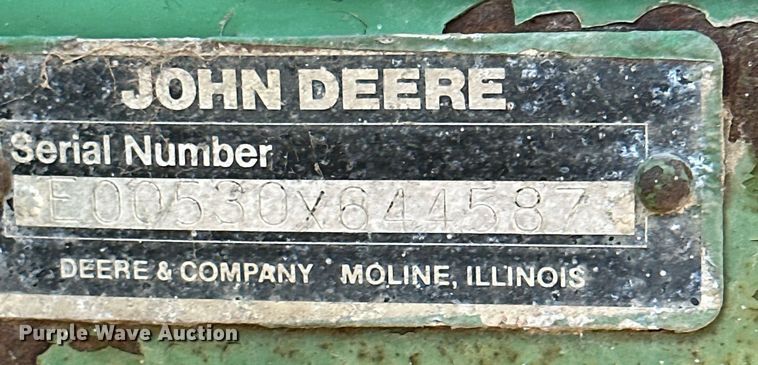 JOHN DEERE
Serial Number
E00530X644587
DEERE & COMPANY MOLINE, ILLINOIS
Purple Wave Auction